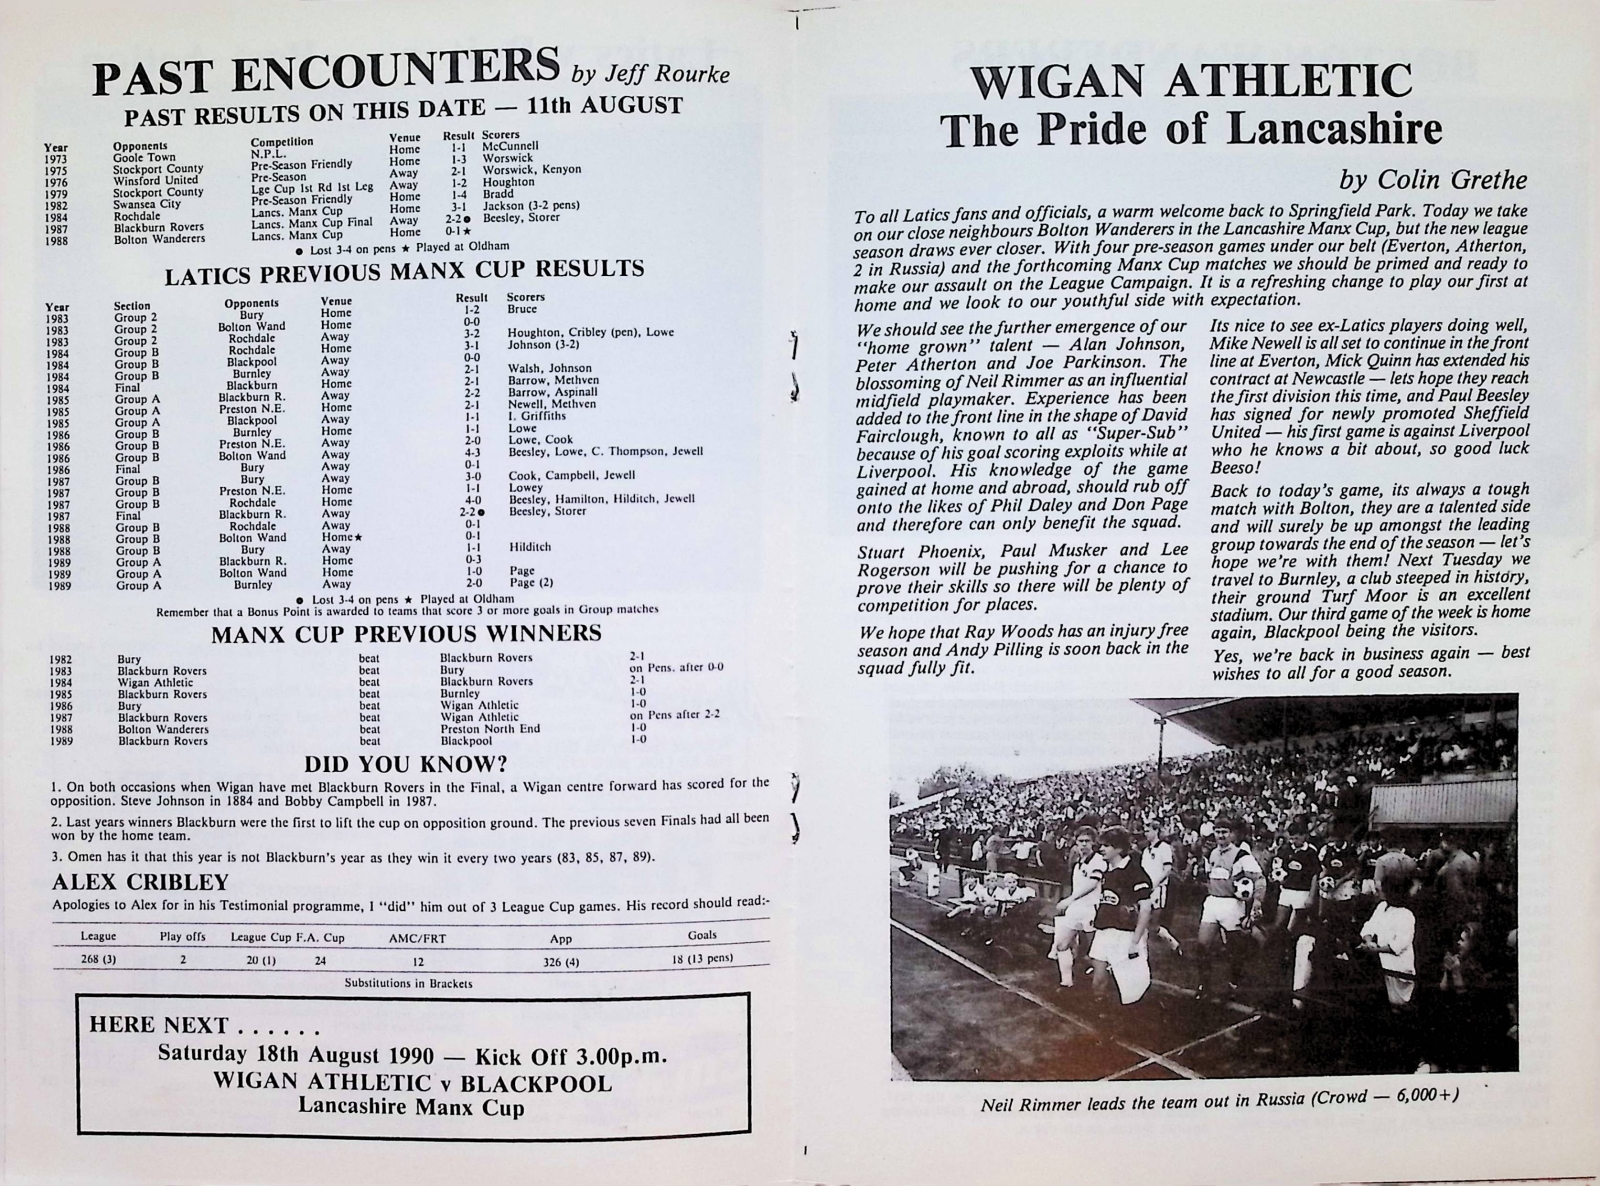 PAST ENCOUNTERS by Jeff Rourke
PAST RESULTS ON THIS DATE — 11th AUGUST
Year Opponents Competition Venue Result Scorers
1973 Goole Town N.P.L. Home 1-1 McCunnell
1975 Stockport County Pre-Season Friendly Home 1-3 Worswick
1976 Winsford United Pre-Season Away 2-1 Worswick, Kenyon
1979 Stockport County Lge Cup 1st Rd 1st Leg Away 1-2 Houghton
1982 Swansea City Pre-Season Friendly Home 1-4 Bradd
1984 Rochdale Lancs. Manx Cup Home 3-1 Jackson (3-2 pens)
1987 Blackburn Rovers Lancs. Manx Cup Final Away 2-2● Beesley, Storer
1988 Bolton Wanderers Lancs. Manx Cup Home 0-1★
● Lost 3-4 on pens ★ Played at Oldham
LATICS PREVIOUS MANX CUP RESULTS
Year Section Opponents Venue Result Scorers
1983 Group 2 Bury Home 1-2 Bruce
1983 Group 2 Bolton Wand Home 0-0
1983 Group 2 Rochdale Away 3-2 Houghton, Cribley (pen), Lowe
1984 Group B Rochdale Home 3-1 Johnson (3-2)
1984 Group B Blackpool Away 0-0
1984 Group B Burnley Away 2-1 Walsh, Johnson
1984 Final Blackburn Home 2-1 Barrow, Methven
1985 Group A Blackburn R. Away 2-2 Barrow, Aspinall
1985 Group A Preston N.E. Home 2-1 Newell, Methven
1985 Group A Blackpool Away 1-1 I. Griffiths
1986 Group B Burnley Home 1-1 Lowe
1986 Group B Preston N.E. Away 2-0 Lowe, Cook
1986 Group B Bolton Wand Away 4-3 Beesley, Lowe, C. Thompson, Jewell
1986 Final Bury Away 0-1
1987 Group B Bury Away 3-0 Cook, Campbell, Jewell
1987 Group B Preston N.E. Home 1-1 Lowey
1987 Group B Rochdale Home 4-0 Beesley, Hamilton, Hilditch, Jewell
1987 Final Blackburn R. Away 2-2● Beesley, Storer
1988 Group B Rochdale Away 0-1
1988 Group B Bolton Wand Home★ 0-1
1988 Group B Bury Away 1-1 Hilditch
1989 Group A Blackburn R. Home 0-3
1989 Group A Bolton Wand Home 1-0 Page
1989 Group A Burnley Away 2-0 Page (2)
● Lost 3-4 on pens ★ Played at Oldham
Remember that a Bonus Point is awarded to teams that score 3 or more goals in Group matches
MANX CUP PREVIOUS WINNERS
1982 Bury beat Blackburn Rovers 2-1
1983 Blackburn Rovers beat Bury on Pens. after 0-0
1984 Wigan Athletic beat Blackburn Rovers 2-1
1985 Blackburn Rovers beat Burnley 1-0
1986 Bury beat Wigan Athletic 1-0
1987 Blackburn Rovers beat Wigan Athletic on Pens after 2-2
1988 Bolton Wanderers beat Preston North End 1-0
1989 Blackburn Rovers beat Blackpool 1-0
DID YOU KNOW?
1. On both occasions when Wigan have met Blackburn Rovers in the Final, a Wigan centre forward has scored for the
opposition. Steve Johnson in 1884 and Bobby Campbell in 1987.
2. Last years winners Blackburn were the first to lift the cup on opposition ground. The previous seven Finals had all been
won by the home team.
3. Omen has it that this year is not Blackburn's year as they win it every two years (83, 85, 87, 89).
ALEX CRIBLEY
Apologies to Alex for in his Testimonial programme, I "did" him out of 3 League Cup games. His record should read:-
League Play offs League Cup F.A. Cup AMC/FRT App Goals
268 (3) 2 20 (1) 24 12 326 (4) 18 (13 pens)
Substitutions in Brackets
HERE NEXT . . . . . .
Saturday 18th August 1990 — Kick Off 3.00p.m.
WIGAN ATHLETIC v BLACKPOOL
Lancashire Manx Cup
WIGAN ATHLETIC
The Pride of Lancashire
by Colin Grethe
To all Latics fans and officials, a warm welcome back to Springfield Park. Today we take
on our close neighbours Bolton Wanderers in the Lancashire Manx Cup, but the new league
season draws ever closer. With four pre-season games under our belt (Everton, Atherton,
2 in Russia) and the forthcoming Manx Cup matches we should be primed and ready to
make our assault on the League Campaign. It is a refreshing change to play our first at
home and we look to our youthful side with expectation.
We should see the further emergence of our
"home grown" talent — Alan Johnson,
Peter Atherton and Joe Parkinson. The
blossoming of Neil Rimmer as an influential
midfield playmaker. Experience has been
added to the front line in the shape of David
Fairclough, known to all as "Super-Sub"
because of his goal scoring exploits while at
Liverpool. His knowledge of the game
gained at home and abroad, should rub off
onto the likes of Phil Daley and Don Page
and therefore can only benefit the squad.
Stuart Phoenix, Paul Musker and Lee
Rogerson will be pushing for a chance to
prove their skills so there will be plenty of
competition for places.
We hope that Ray Woods has an injury free
season and Andy Pilling is soon back in the
squad fully fit.
Its nice to see ex-Latics players doing well,
Mike Newell is all set to continue in the front
line at Everton, Mick Quinn has extended his
contract at Newcastle — lets hope they reach
the first division this time, and Paul Beesley
has signed for newly promoted Sheffield
United — his first game is against Liverpool
who he knows a bit about, so good luck
Beeso!
Back to today's game, its always a tough
match with Bolton, they are a talented side
and will surely be up amongst the leading
group towards the end of the season — let's
hope we're with them! Next Tuesday we
travel to Burnley, a club steeped in history,
their ground Turf Moor is an excellent
stadium. Our third game of the week is home
again, Blackpool being the visitors.
Yes, we're back in business again — best
wishes to all for a good season.
Neil Rimmer leads the team out in Russia (Crowd — 6,000+)